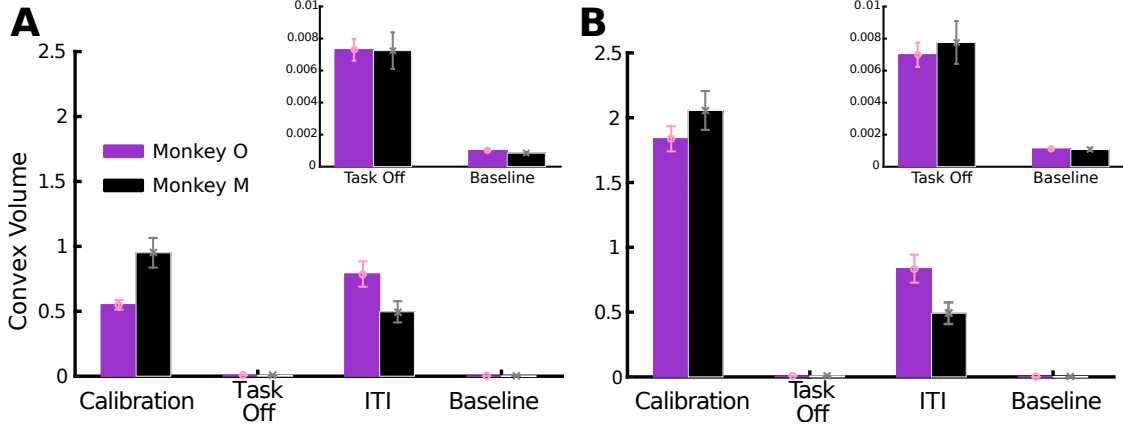 A
B
Convex Volume
2.5
2
1.5
1
0.5
0
Monkey O
Monkey M
Calibration
Task
Off
ITI
Baseline
0.01
0.008
0.006
0.004
0.002
0
Task Off
Baseline
2.5
2
1.5
1
0.5
0
Calibration
Task
Off
ITI
Baseline
0.01
0.008
0.006
0.004
0.002
0
Task Off
Baseline